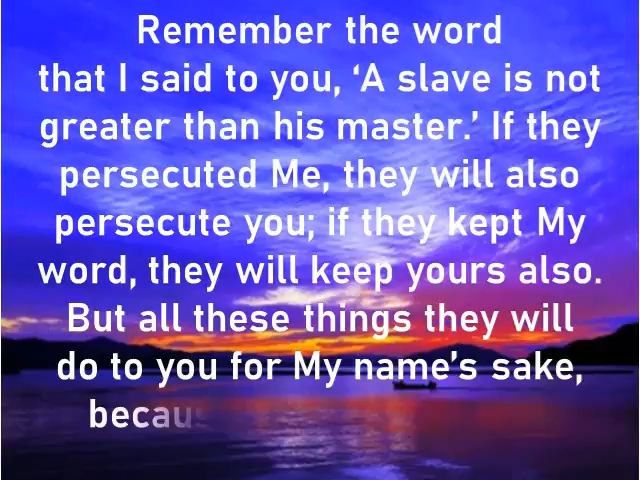 Remember the word
that I said to you, ‘A slave is not
greater than his master.’ If they
persecuted Me, they will also
persecute you; if they kept My
word, they will keep yours also.
But all these things they will
do to you for My name’s sake,
becau